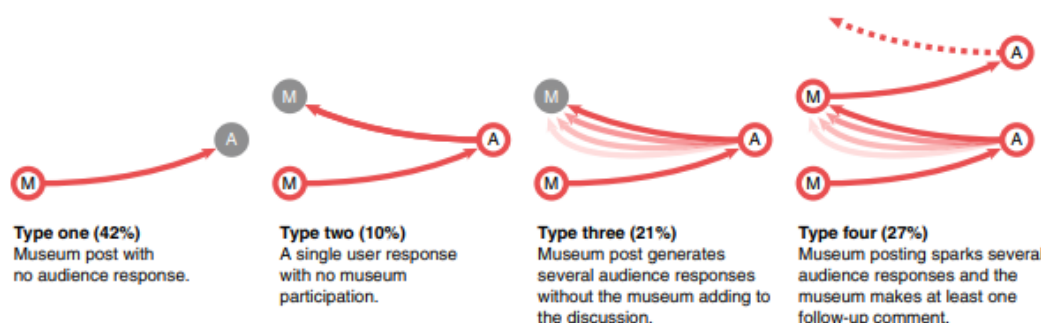 A
M
M
A
M
A
M
A
M
A
M
M
Type one (42%)
Museum post with
no audience response.
Type two (10%)
A single user response
with no museum
participation.
Type three (21%)
Museum post generates
several audience responses
without the museum adding to
the discussion.
Type four (27%)
Museum posting sparks several
audience responses and the
museum makes at least one
follow-up comment.